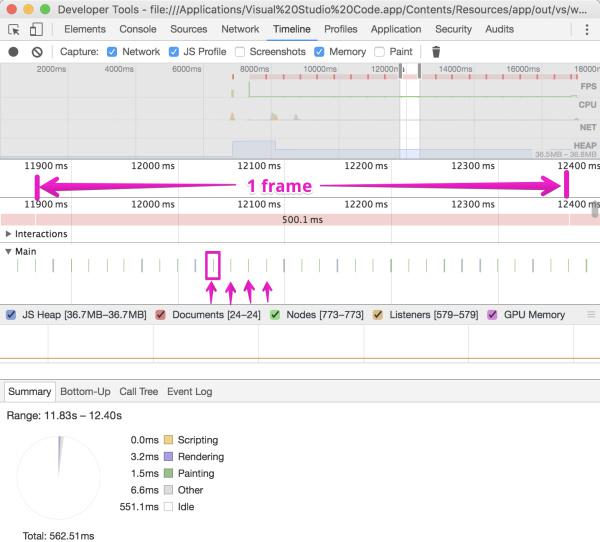 Developer Tools - file:///Applications/Visual%20Studio%20Code.app/Contents/Resources/app/out/vs/w...
Elements Console Sources Network Timeline Profiles Application Security Audits
Capture: Network JS Profile Screenshots Memory Paint
2000ms 4000ms 6000ms 8000ms 10000ms 12000ms 14000ms 16000ms 18000
FPS
CPU
NET
HEAP
36.5MB – 36.8MB
11900 ms 12000 ms 12100 ms 12200 ms 12300 ms 12400 ms
1 frame
11900 ms 12000 ms 12100 ms 12200 ms 12300 ms 12400 ms
500.1 ms
Interactions
Main
JS Heap [36.7MB–36.7MB] Documents [24–24] Nodes [773–773] Listeners [579–579] GPU Memory
Summary Bottom-Up Call Tree Event Log
Range: 11.83s – 12.40s
0.0ms Scripting
3.2ms Rendering
1.5ms Painting
6.6ms Other
551.1ms Idle
Total: 562.51ms